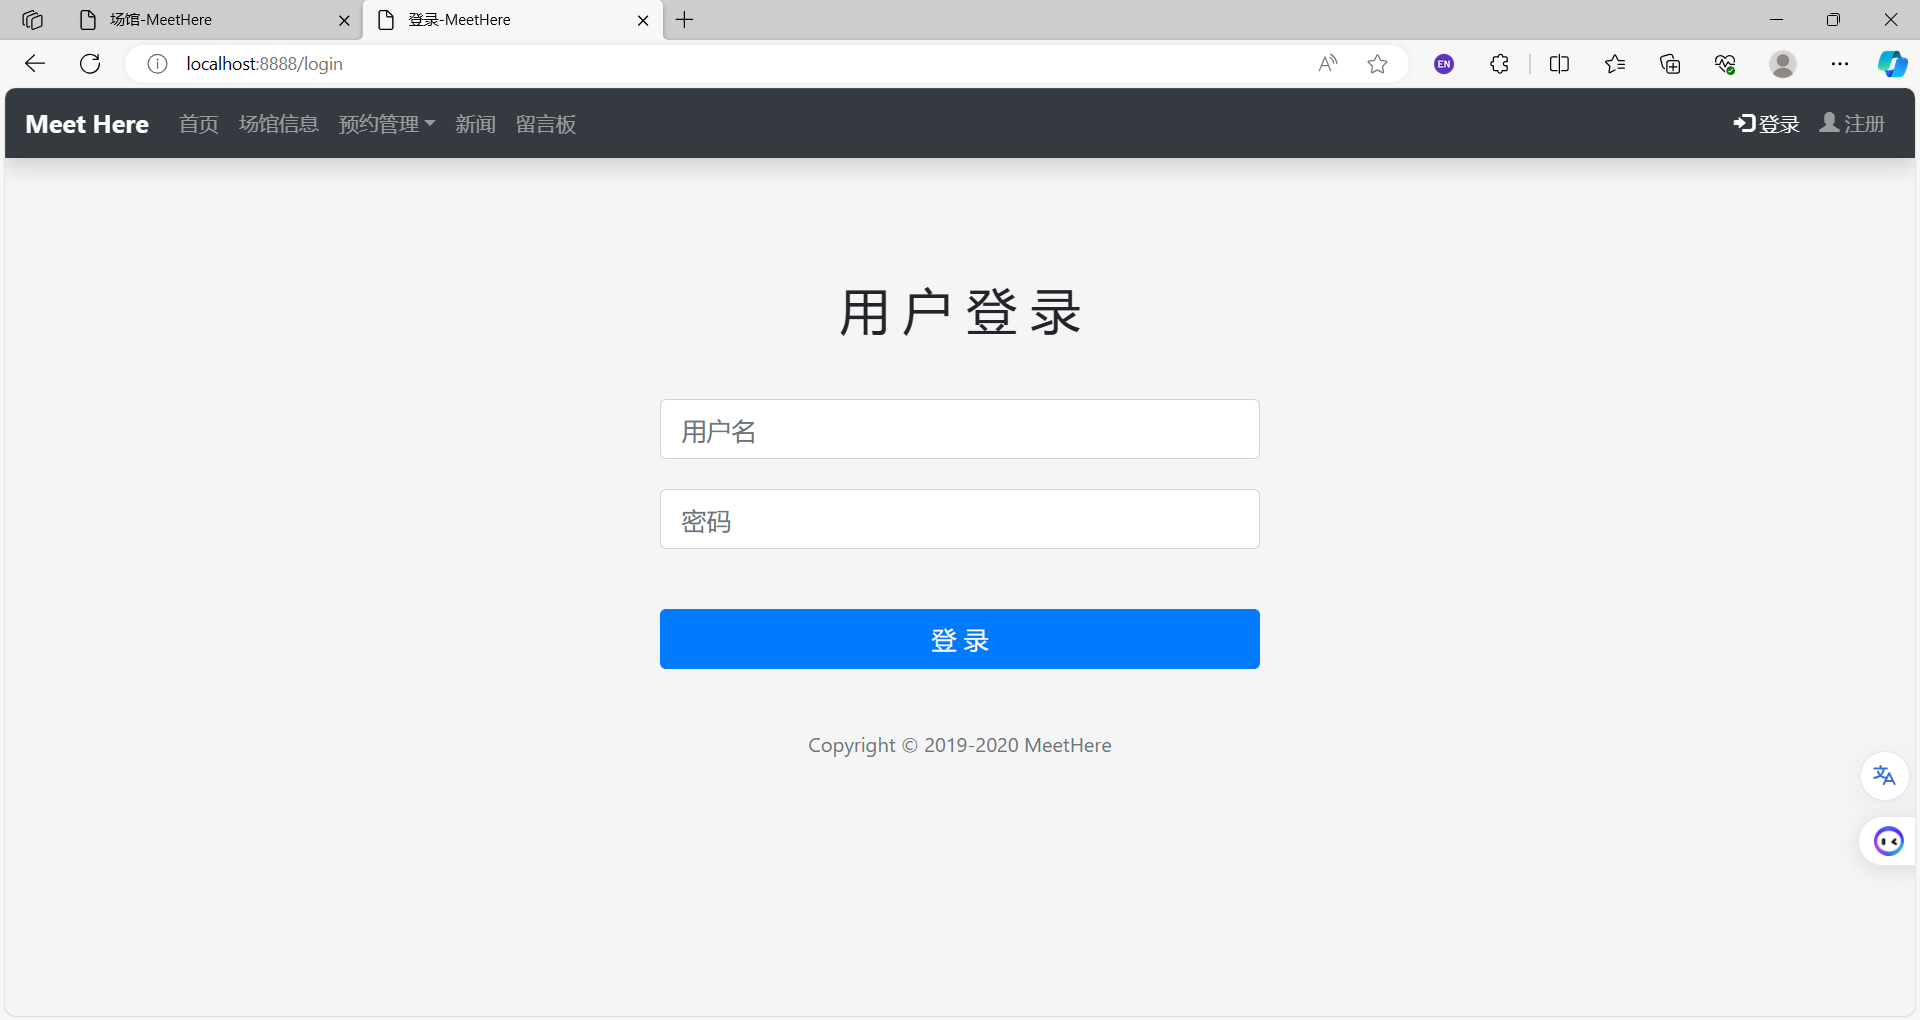 场馆-MeetHere
登录-MeetHere
localhost:8888/login
EN
Meet Here 首页 场馆信息 预约管理 新闻 留言板 登录 注册
用户登录
用户名
密码
登 录
Copyright © 2019-2020 MeetHere